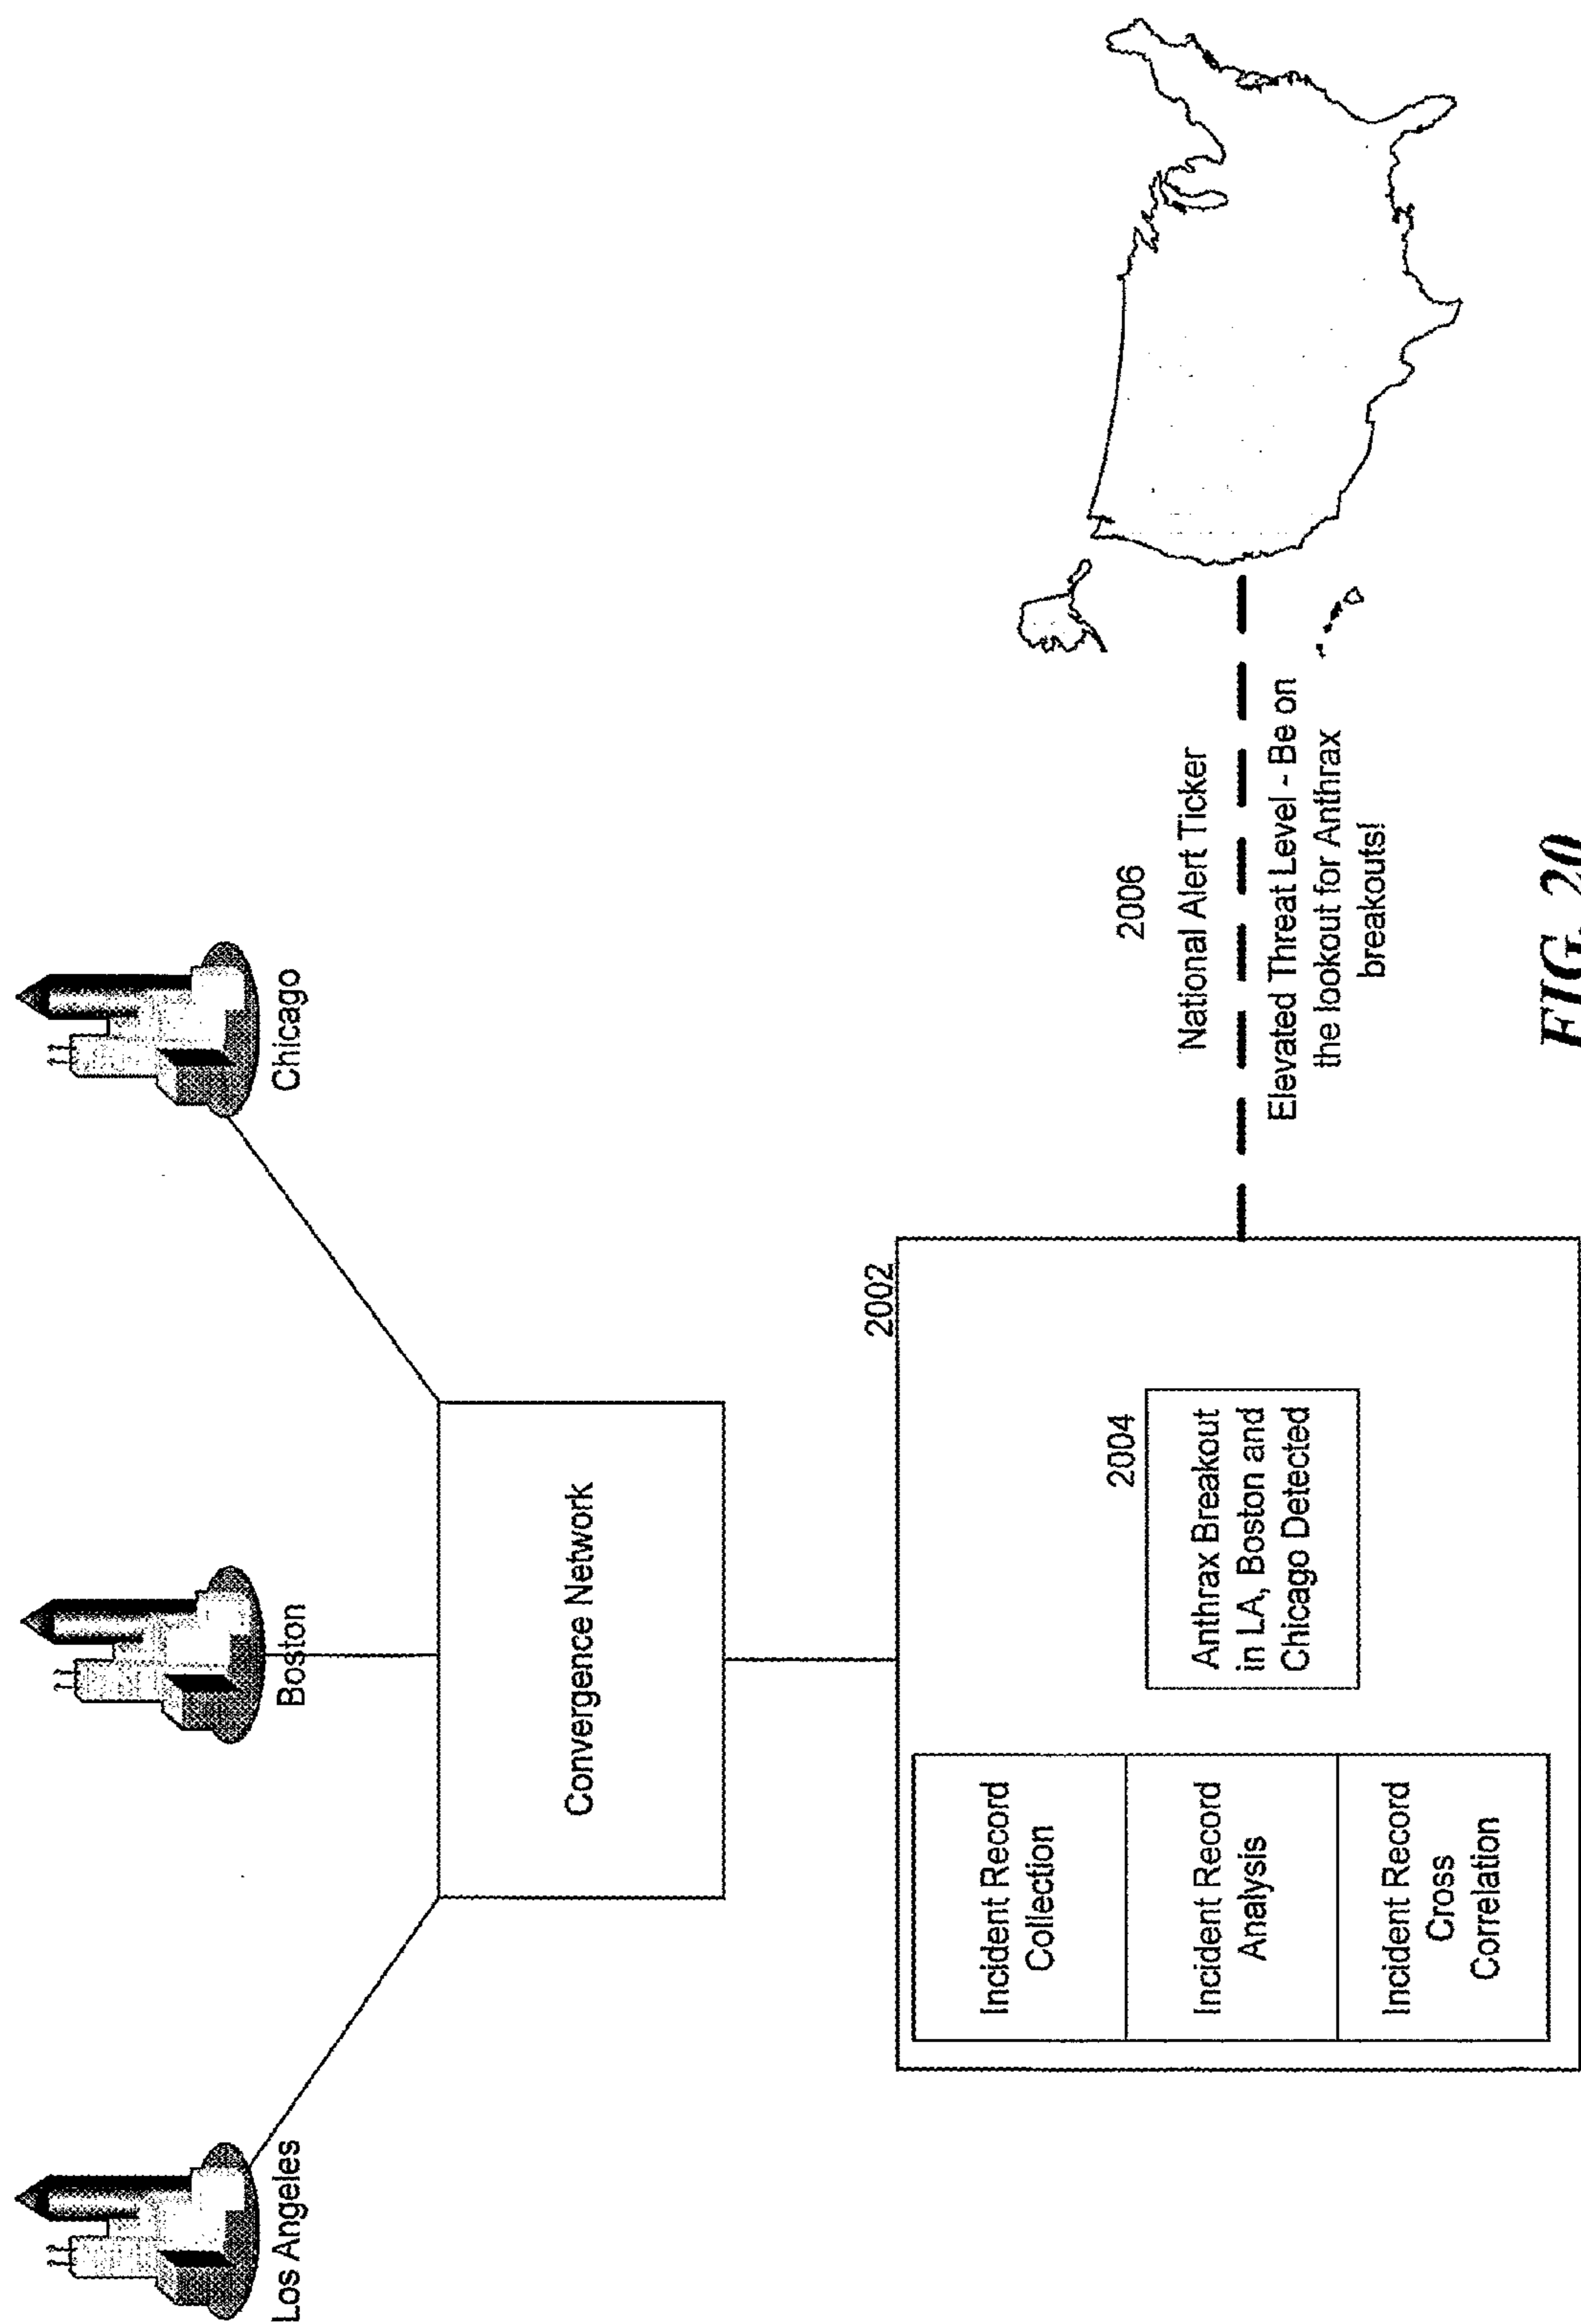 Los Angeles
Boston
Chicago
Convergence Network
2002
Incident Record
Collection
Incident Record
Analysis
Incident Record
Cross
Correlation
2004
Anthrax Breakout
in LA, Boston and
Chicago Detected
2006
National Alert Ticker
Elevated Threat Level - Be on
the lookout for Anthrax
breakouts!
FIG. 20